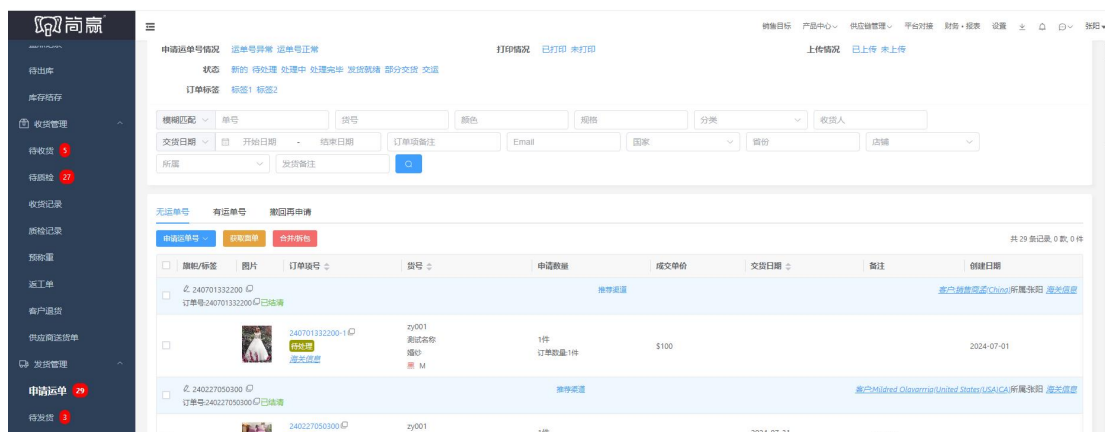 简赢
销售目标 产品中心 供应链管理 平台对接 财务•报表 设置 张阳
待出库
库存结存
收货管理
待收货 5
待质检 27
收货记录
质检记录
预称重
返工单
客户退货
供应商送货单
发货管理
申请运单 29
待发货 3
申请运单号情况 运单号异常 运单号正常 打印情况 已打印 未打印 上传情况 已上传 未上传
状态 新的 待处理 处理中 处理完毕 发货就绪 部分交货 交运
订单标签 标签1 标签2
模糊匹配 单号 货号 颜色 规格 分类 收货人
交货日期 开始日期 - 结束日期 订单项备注 Email 国家 省份 店铺
所属 发货备注
无运单号 有运单号 撤回再申请
申请运单号 获取面单 合并/拆包 共 29 条记录, 0 款, 0 件
旗帜/标签 图片 订单项号 货号 申请数量 成交单价 交货日期 备注 创建日期
240701332200 推荐渠道 客户:销售简孟(China)所属张阳 海关信息
订单号:240701332200 已结清
240701332200-1 zy001
待处理 测试名称 1件 $100 2024-07-01
海关信息 婚纱 订单数量:1件
M
240227050300 推荐渠道 客户:Mildred Olavarria(United States(USA)CA)所属张阳 海关信息
订单号:240227050300 已结清
240227050300 zy001